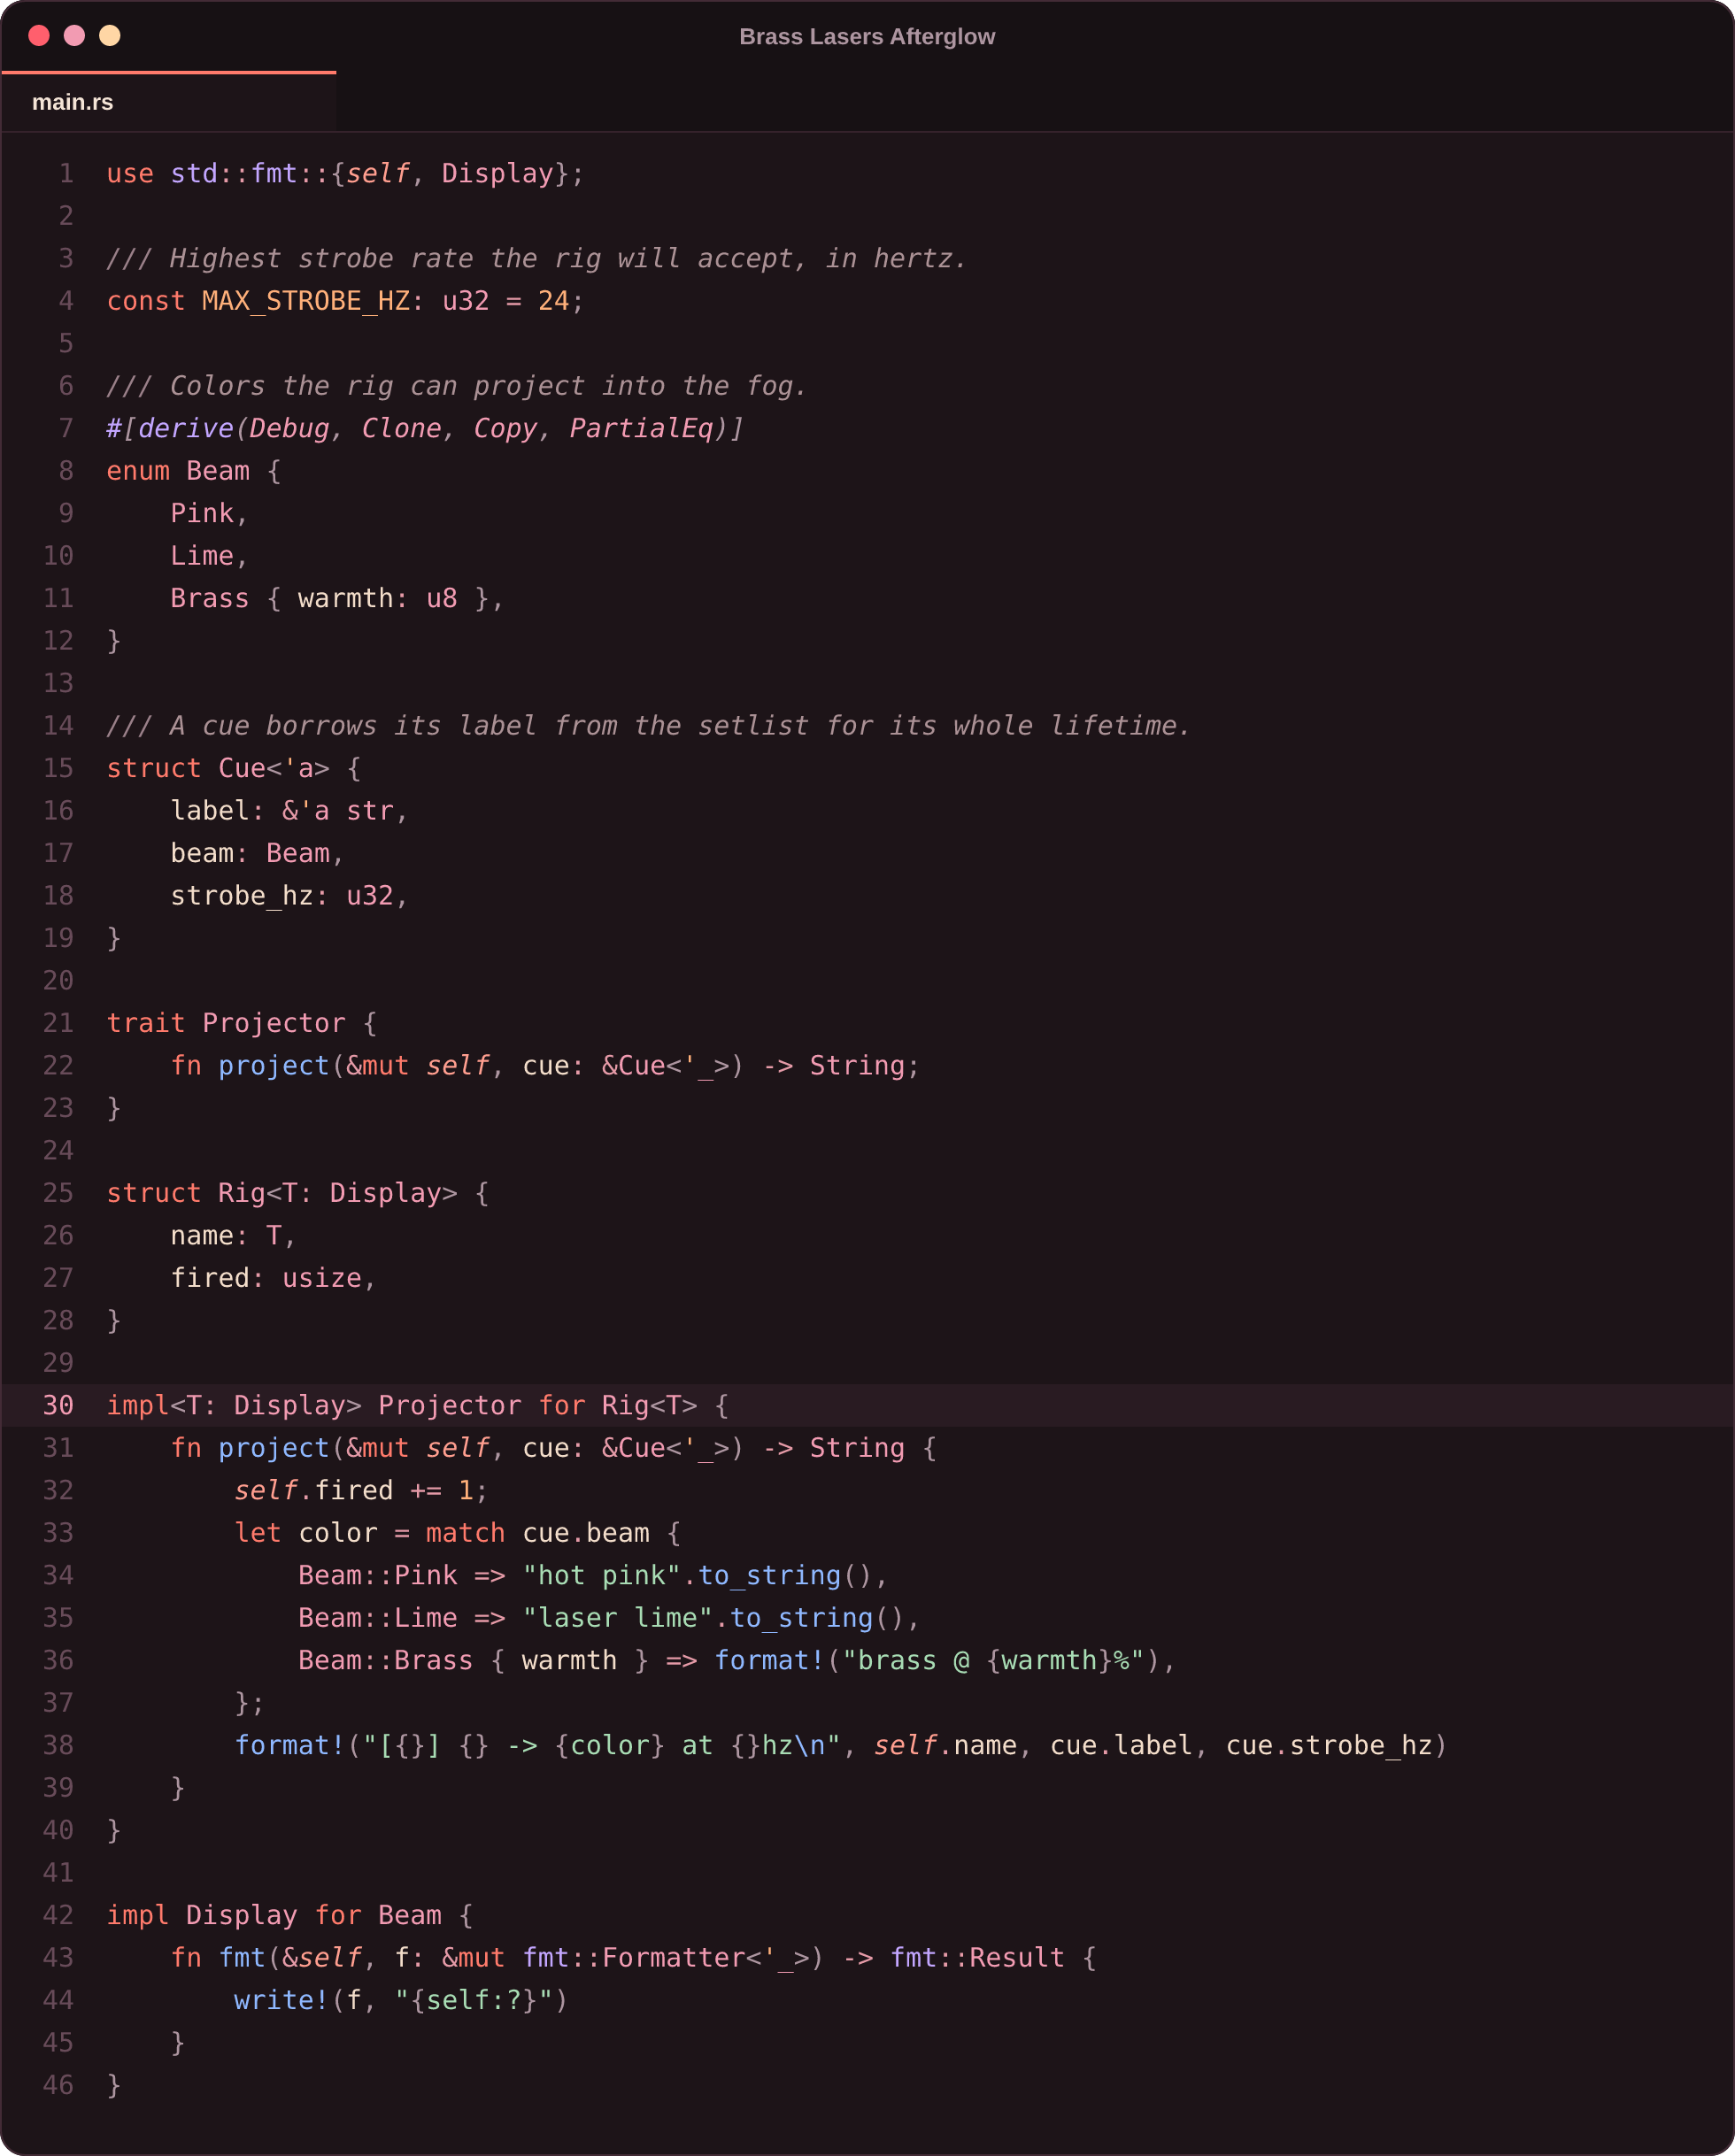 Brass Lasers Afterglow
main.rs
1 use std::fmt::{self, Display};
2
3 /// Highest strobe rate the rig will accept, in hertz.
4 const MAX_STROBE_HZ: u32 = 24;
5
6 /// Colors the rig can project into the fog.
7 #[derive(Debug, Clone, Copy, PartialEq)]
8 enum Beam {
9     Pink,
10     Lime,
11     Brass { warmth: u8 },
12 }
13
14 /// A cue borrows its label from the setlist for its whole lifetime.
15 struct Cue<'a> {
16     label: &'a str,
17     beam: Beam,
18     strobe_hz: u32,
19 }
20
21 trait Projector {
22     fn project(&mut self, cue: &Cue<'_>) -> String;
23 }
24
25 struct Rig<T: Display> {
26     name: T,
27     fired: usize,
28 }
29
30 impl<T: Display> Projector for Rig<T> {
31     fn project(&mut self, cue: &Cue<'_>) -> String {
32         self.fired += 1;
33         let color = match cue.beam {
34             Beam::Pink => "hot pink".to_string(),
35             Beam::Lime => "laser lime".to_string(),
36             Beam::Brass { warmth } => format!("brass @ {warmth}%"),
37         };
38         format!("[{}] {} -> {color} at {}hz\n", self.name, cue.label, cue.strobe_hz)
39     }
40 }
41
42 impl Display for Beam {
43     fn fmt(&self, f: &mut fmt::Formatter<'_>) -> fmt::Result {
44         write!(f, "{self:?}")
45     }
46 }